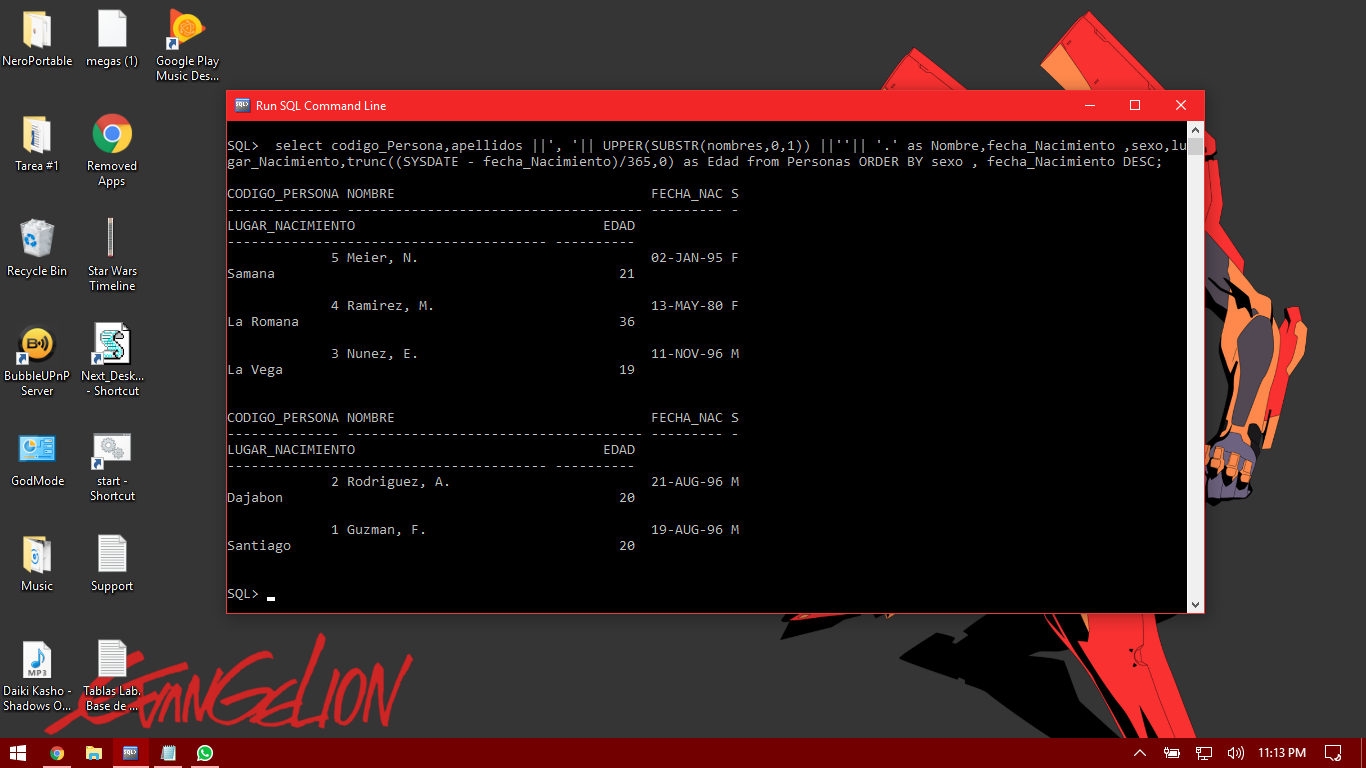 NeroPortable
megas (1)
Google Play
Music Des...
Tarea #1
Removed
Apps
Recycle Bin
Star Wars
Timeline
BubbleUPnP
Server
Next_Desk...
- Shortcut
GodMode
start -
Shortcut
Music
Support
MP3
Daiki Kasho -
Shadows O...
Tablas Lab.
Base de ...
EVANGELION
Run SQL Command Line
SQL>  select codigo_Persona,apellidos ||', '|| UPPER(SUBSTR(nombres,0,1)) ||''|| '.' as Nombre,fecha_Nacimiento ,sexo,lu
gar_Nacimiento,trunc((SYSDATE - fecha_Nacimiento)/365,0) as Edad from Personas ORDER BY sexo , fecha_Nacimiento DESC;
CODIGO_PERSONA NOMBRE                                FECHA_NAC S
-------------- ------------------------------------- --------- -
LUGAR_NACIMIENTO                               EDAD
---------------------------------------- ----------
             5 Meier, N.                             02-JAN-95 F
Samana                                           21
             4 Ramirez, M.                           13-MAY-80 F
La Romana                                        36
             3 Nunez, E.                             11-NOV-96 M
La Vega                                          19
CODIGO_PERSONA NOMBRE                                FECHA_NAC S
-------------- ------------------------------------- --------- -
LUGAR_NACIMIENTO                               EDAD
---------------------------------------- ----------
             2 Rodriguez, A.                         21-AUG-96 M
Dajabon                                          20
             1 Guzman, F.                            19-AUG-96 M
Santiago                                         20
SQL>
11:13 PM